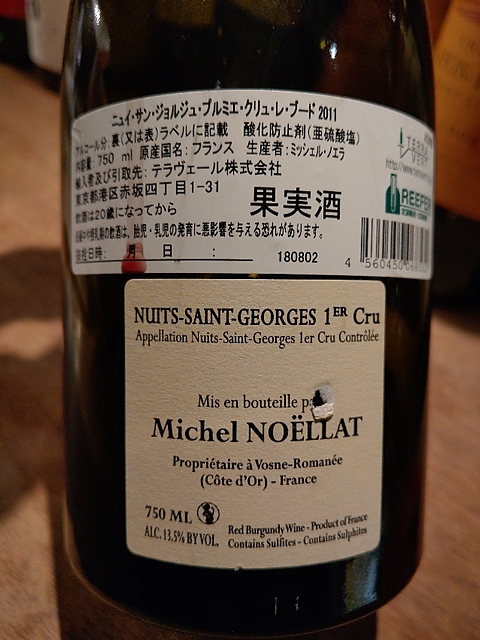 ニュイ・サン・ジョルジュ・プルミエ・クリュ・レ・ブード 2011
アルコール分: 裏(又は表)ラベルに記載 酸化防止剤(亜硫酸塩)
内容量: 750 ml 原産国名: フランス 生産者: ミッシェル・ノエラ
輸入者及び引取先: テラヴェール株式会社
東京都港区赤坂四丁目1-31
飲酒は20歳になってから
果実酒
妊娠中や授乳期の飲酒は、胎児・乳児の発育に悪影響を与える恐れがあります。
抜栓日時: 月 日 :
180802
TERRA VERT
http://
REEFER
4 560450
NUITS-SAINT-GEORGES 1ER Cru
Appellation Nuits-Saint-Georges 1er Cru Contrôlée
Mis en bouteille
Michel NOËLLAT
Propriétaire à Vosne-Romanée
(Côte d'Or) - France
750 ML
ALC. 13,5% BY VOL.
Red Burgundy Wine - Product of France
Contains Sulfites - Contains Sulphites